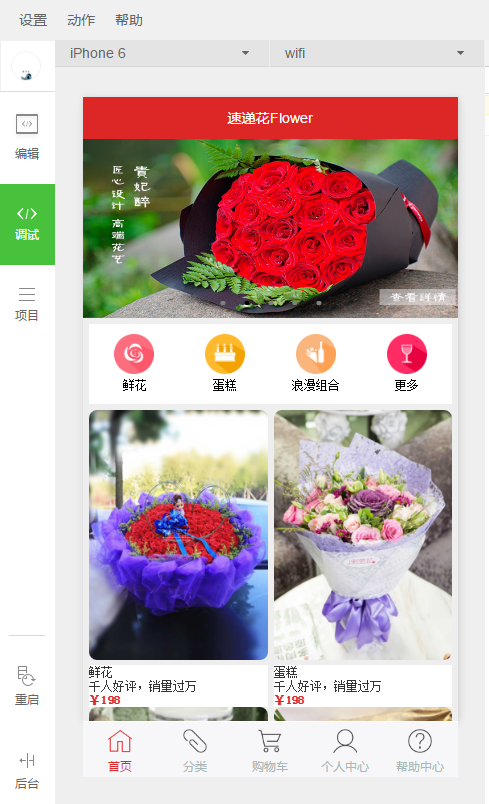 设置 动作 帮助
iPhone 6 wifi
编辑
调试
项目
重启
后台
速递花Flower
贵妃醉
匠心设计 高端花艺
查看详情
鲜花 蛋糕 浪漫组合 更多
鲜花
千人好评，销量过万
￥198
蛋糕
千人好评，销量过万
￥198
首页 分类 购物车 个人中心 帮助中心